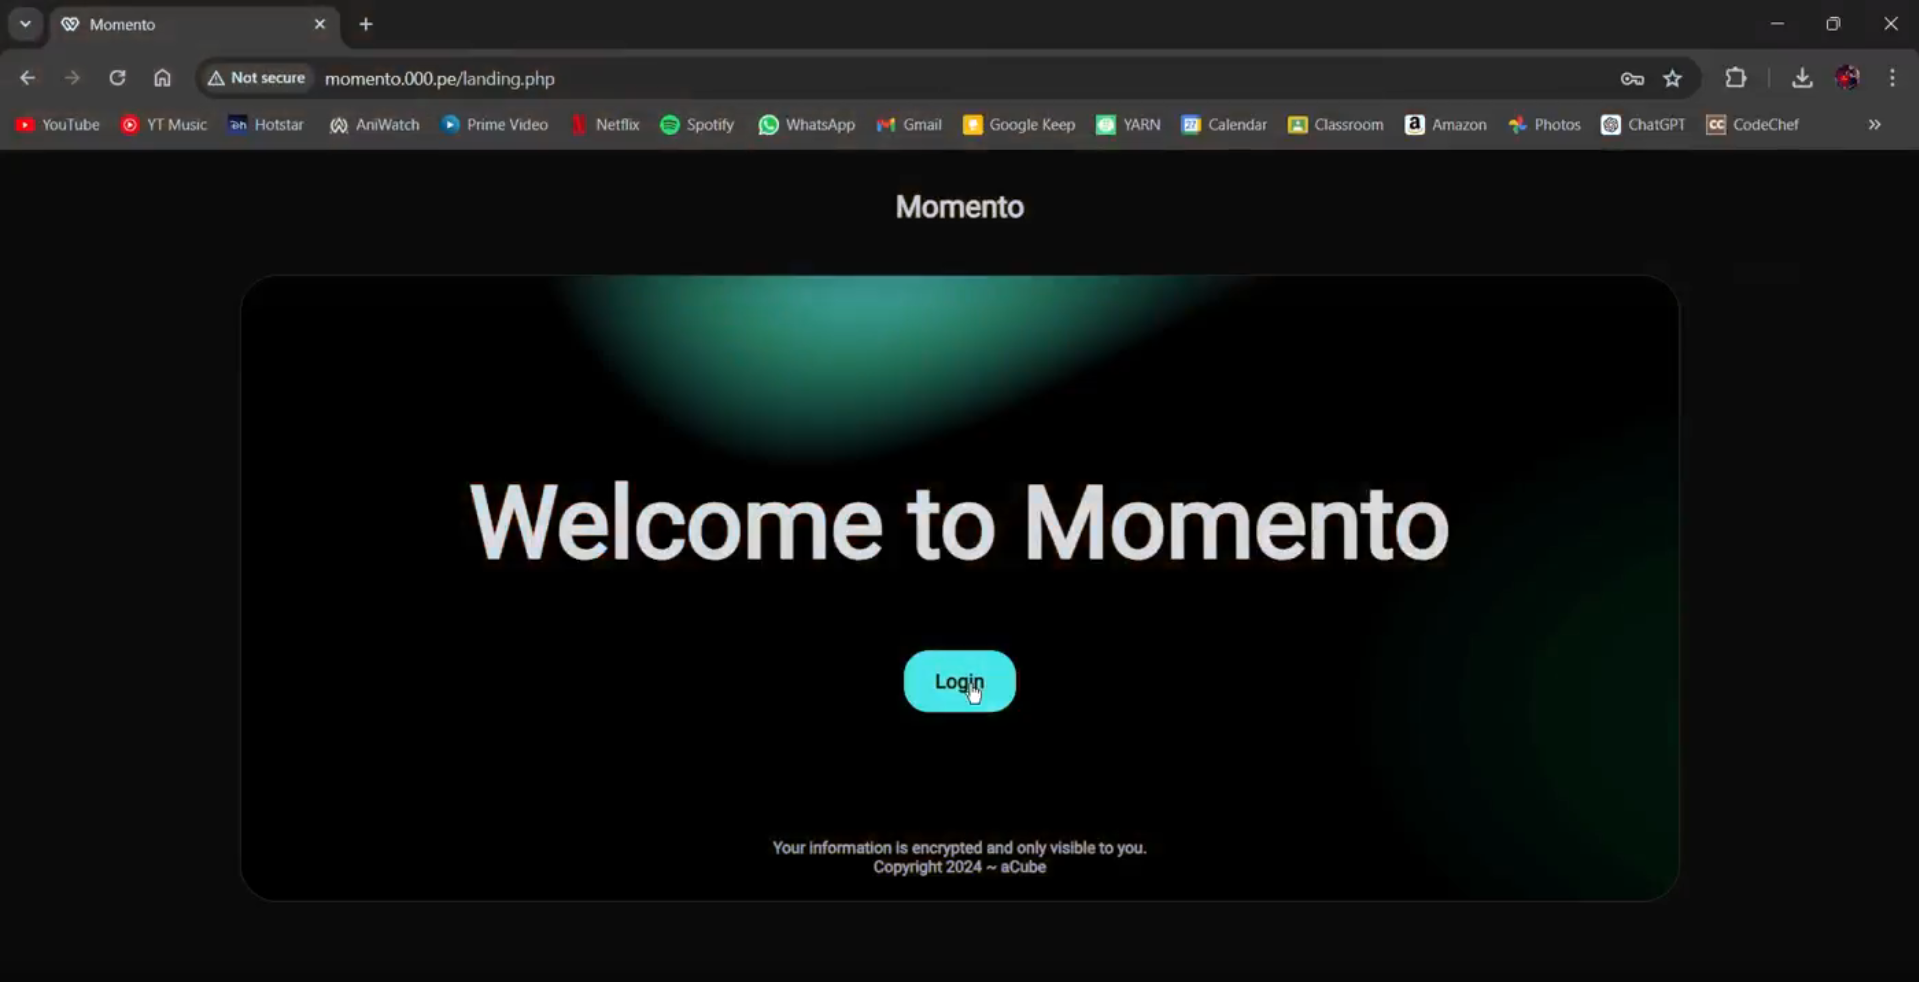 Momento
Not secure momento.000.pe/landing.php
YouTube YT Music Hotstar AniWatch Prime Video Netflix Spotify WhatsApp Gmail Google Keep YARN Calendar Classroom Amazon Photos ChatGPT CodeChef
Momento
Welcome to Momento
Login
Your information is encrypted and only visible to you.
Copyright 2024 ~ aCube